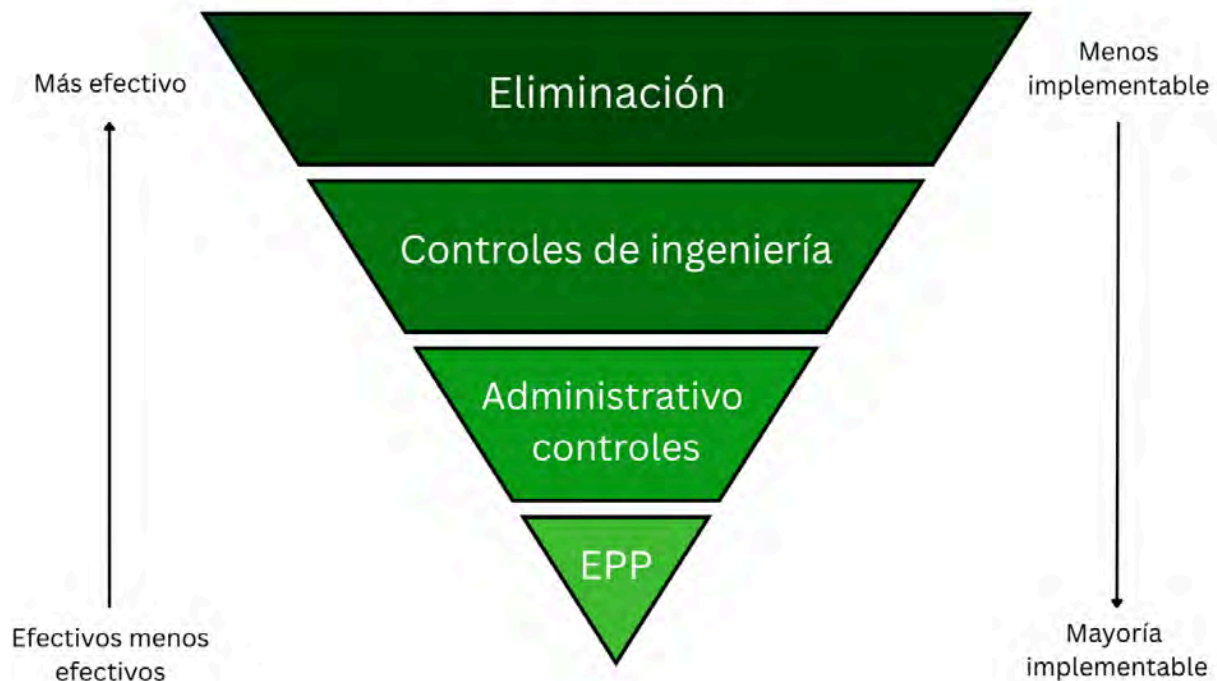 Más efectivo
Menos
implementable
Eliminación
Controles de ingeniería
Administrativo
controles
EPP
Efectivos menos
efectivos
Mayoría
implementable